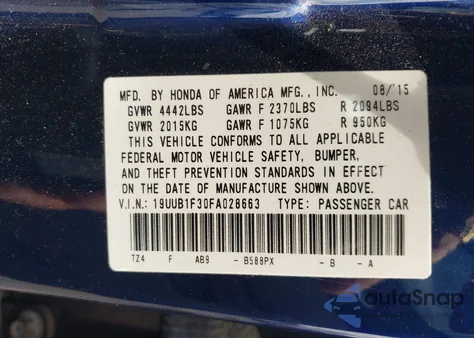 MFD. BY HONDA OF AMERICA MFG., INC. 08/'15
GVWR 4442LBS GAWR F 2370LBS R 2094LBS
GVWR 2015KG GAWR F 1075KG R 950KG
THIS VEHICLE CONFORMS TO ALL APPLICABLE
FEDERAL MOTOR VEHICLE SAFETY, BUMPER,
AND THEFT PREVENTION STANDARDS IN EFFECT
ON THE DATE OF MANUFACTURE SHOWN ABOVE.
V.I.N.: 19UUB1F30FA028663 TYPE: PASSENGER CAR
TZ4 F AB9 - B588PX - B - A
autoSnap